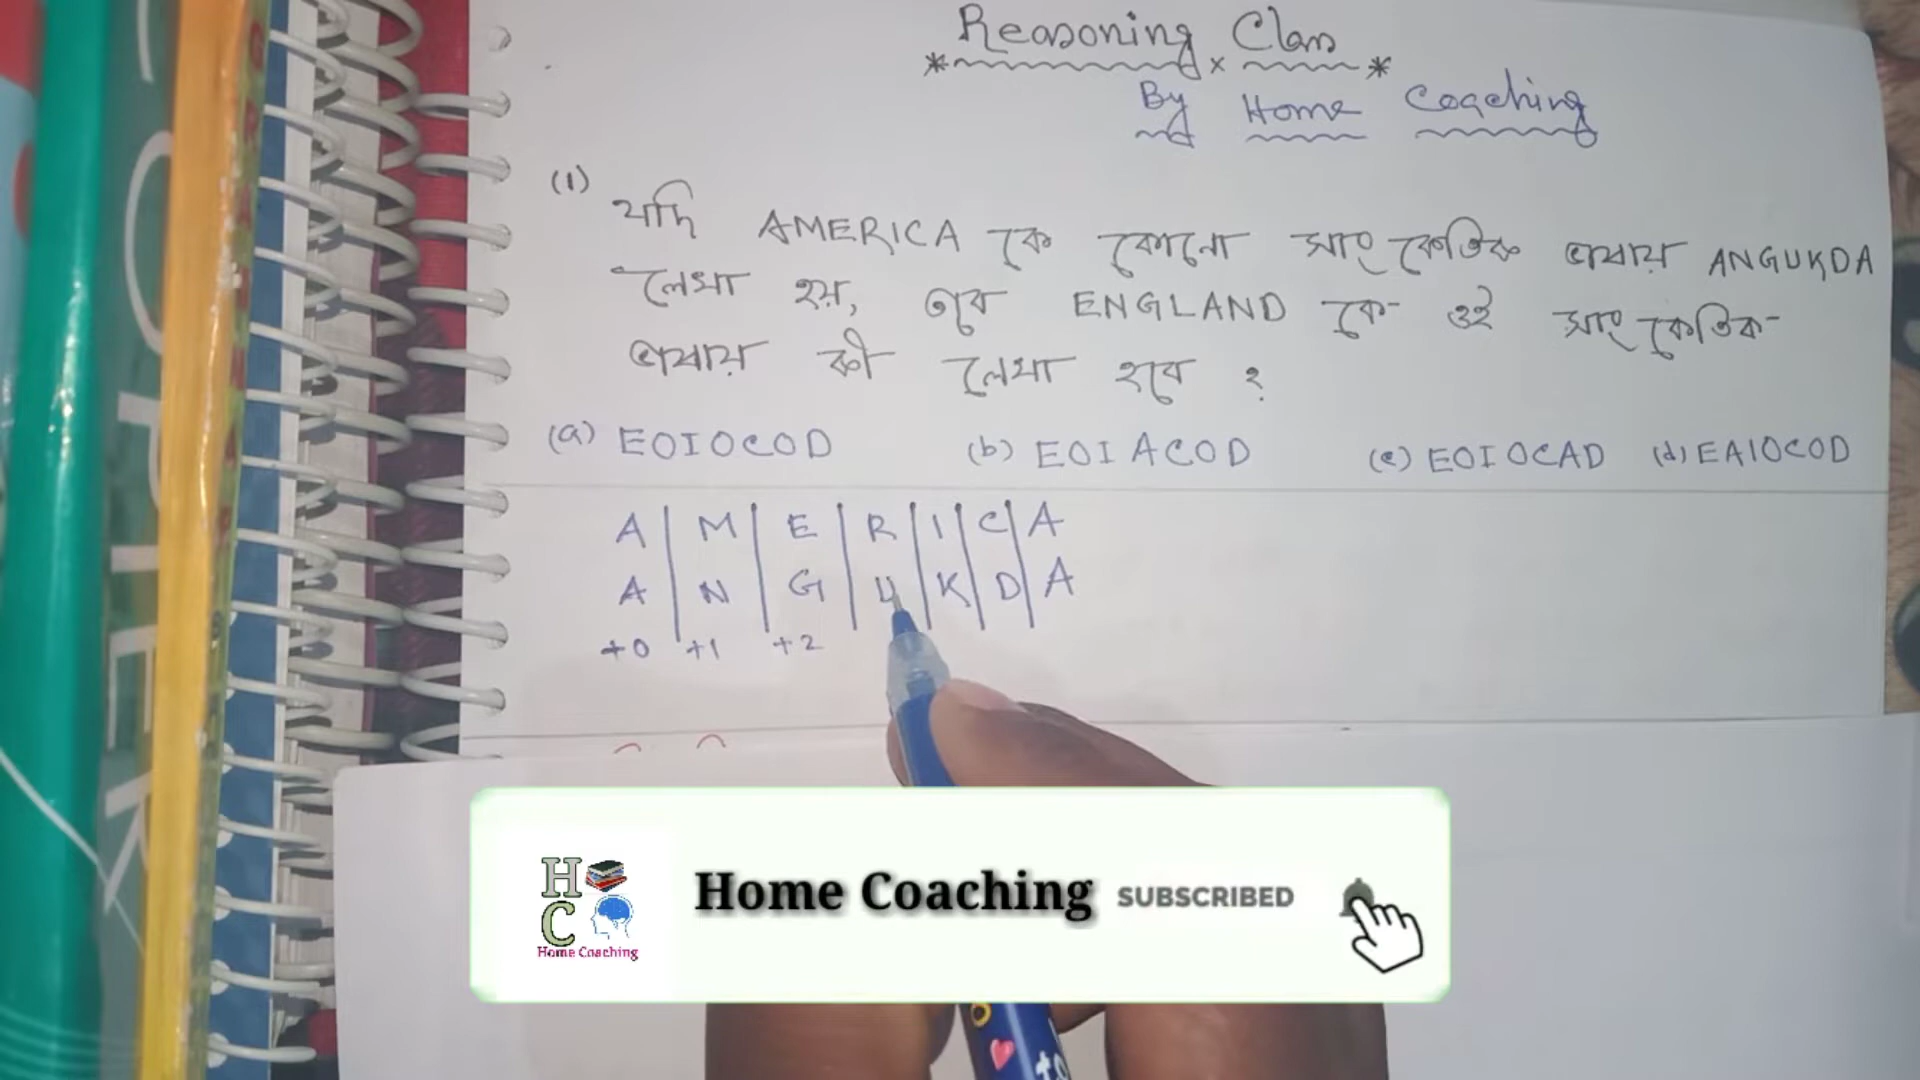 Reasoning Class
By Home Coaching
(1) যদি AMERICA কে কোনো সাংকেতিক ভাষায় ANGUKDA
লেখা হয়, তবে ENGLAND কে ওই সাংকেতিক
ভাষায় কী লেখা হবে ?
(a) EOIOCOD (b) EOIACOD (c) EOIOCAD (d) EAIOCOD
A | M | E | R | I | C | A
A | N | G | U | K | D | A
+0 +1 +2
HC
Home Coaching
Home Coaching SUBSCRIBED